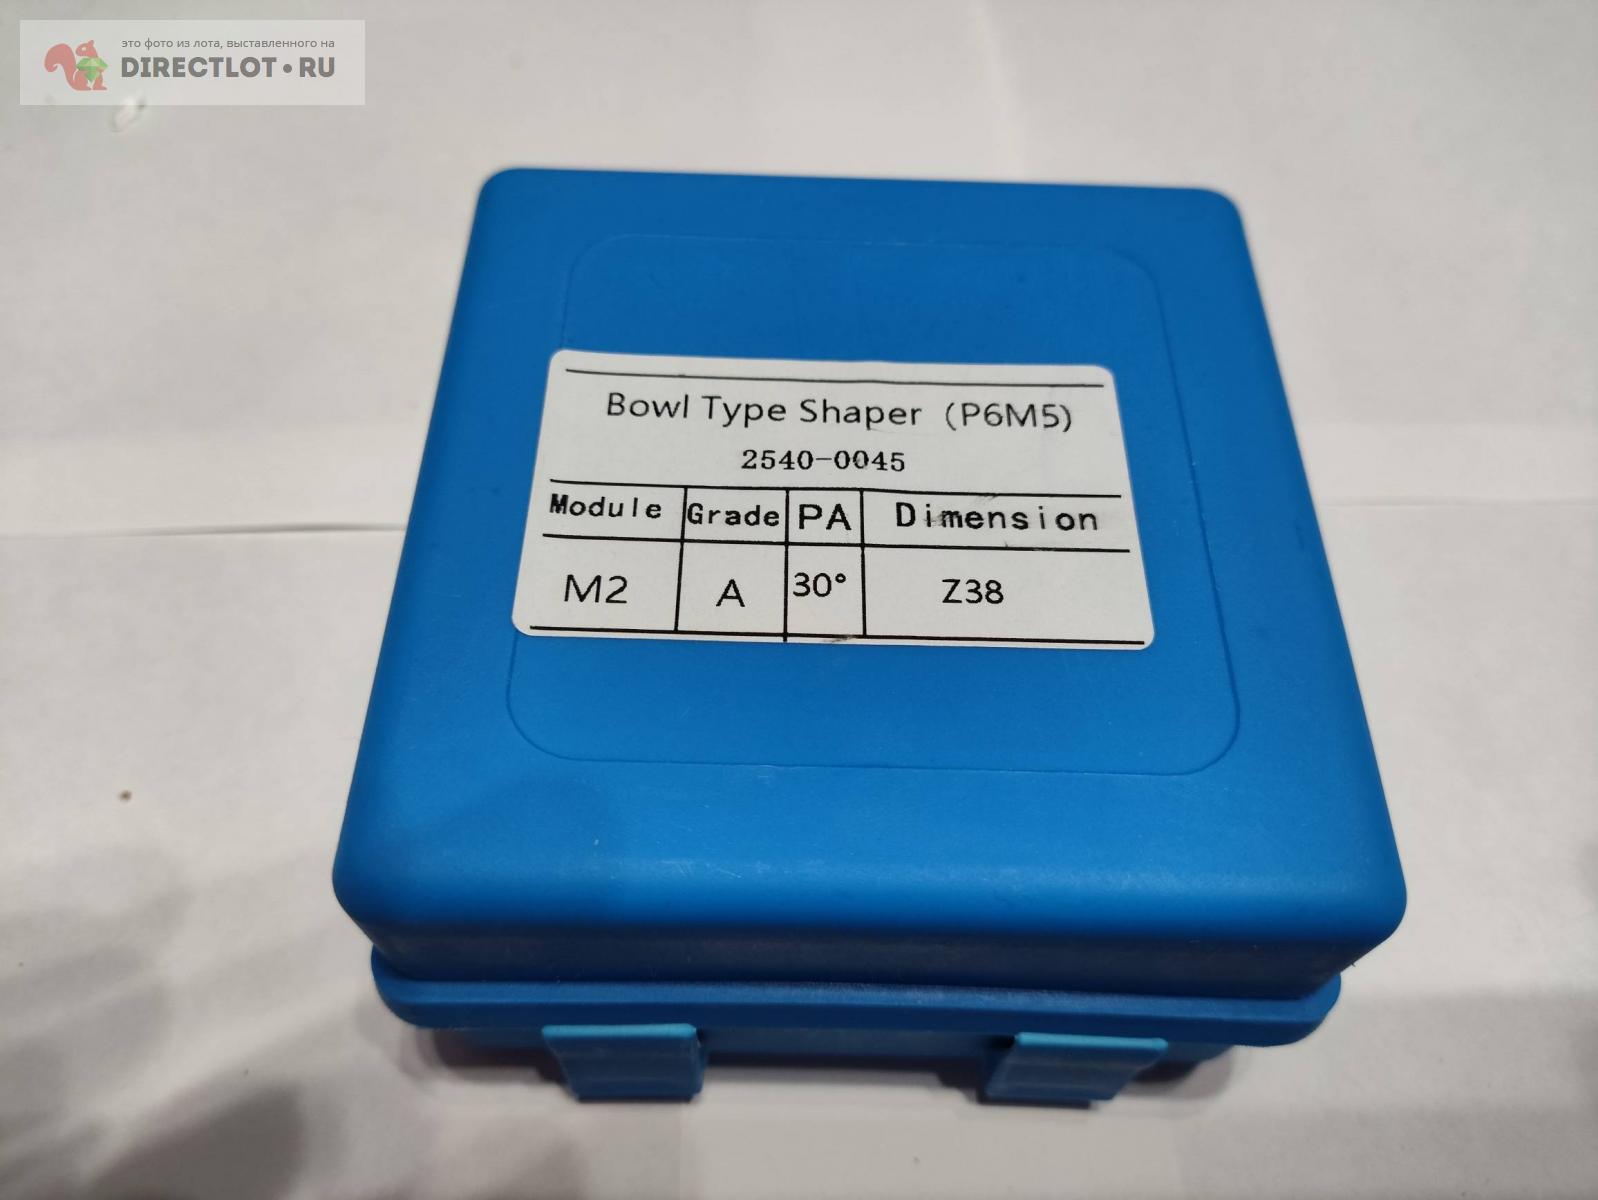 это фото из лота, выставленного на
DIRECTLOT•RU
Bowl Type Shaper (P6M5)
2540-0045
Module Grade PA Dimension
M2 A 30° Z38